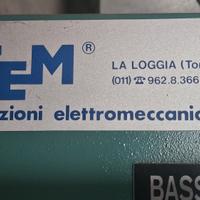 EM ®
LA LOGGIA (To
(011) ☎ 962.8.366
zioni elettromeccanic
BASS